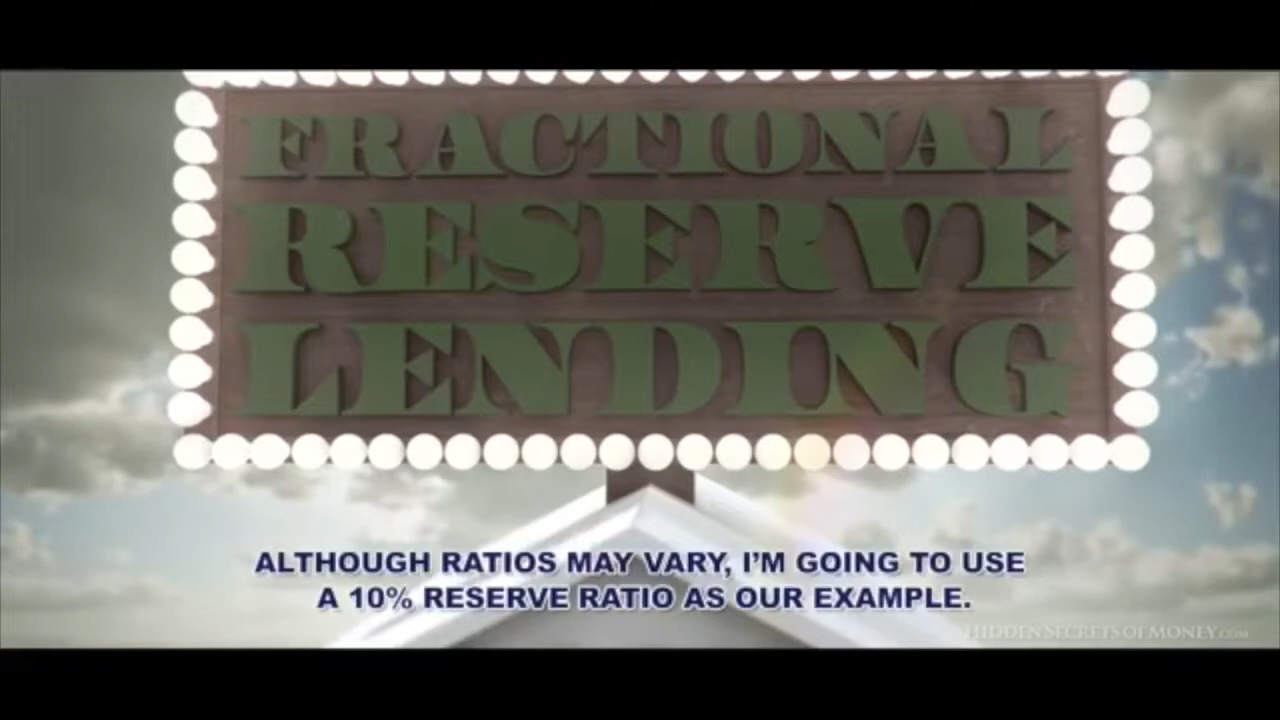 FRACTIONAL
RESERVE
LENDING
ALTHOUGH RATIOS MAY VARY, I'M GOING TO USE
A 10% RESERVE RATIO AS OUR EXAMPLE.
HIDDENSECRETSOFMONEY.COM